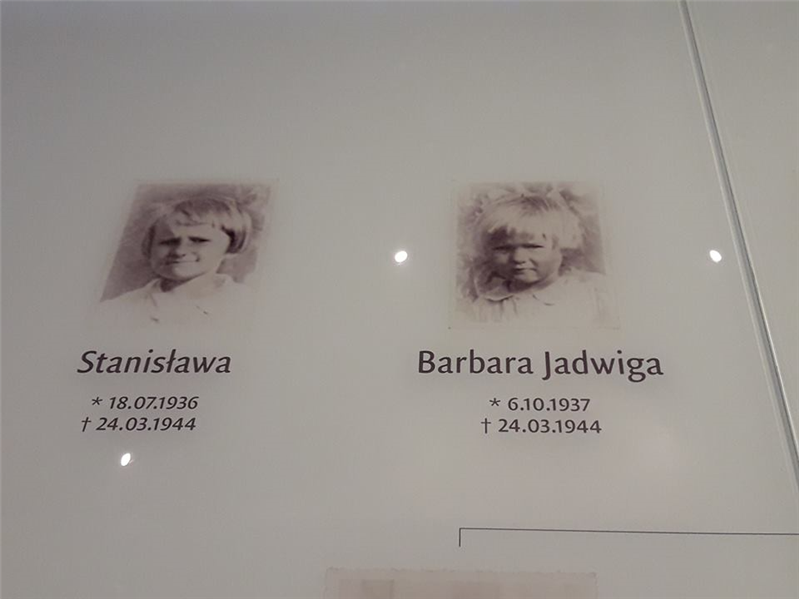 Stanisława
* 18.07.1936
† 24.03.1944
Barbara Jadwiga
* 6.10.1937
† 24.03.1944